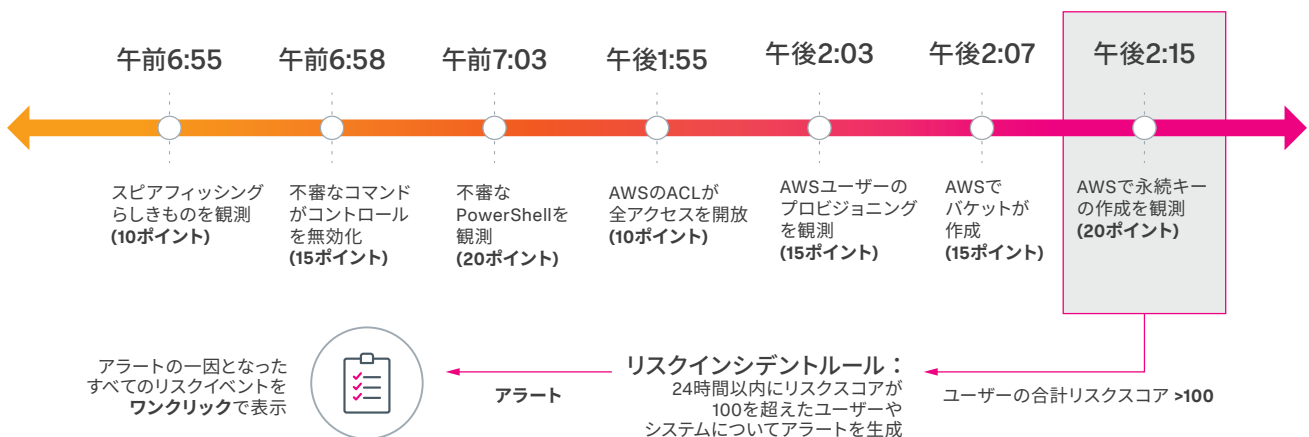 午前6:55
午前6:58
午前7:03
午後1:55
午後2:03
午後2:07
午後2:15
スピアフィッシング
らしきものを観測
(10ポイント)
不審なコマンド
がコントロール
を無効化
(15ポイント)
不審な
PowerShellを
観測
(20ポイント)
AWSのACLが
全アクセスを開放
(10ポイント)
AWSユーザーの
プロビジョニング
を観測
(15ポイント)
AWSで
バケットが
作成
(15ポイント)
AWSで永続キー
の作成を観測
(20ポイント)
アラートの一因となった
すべてのリスクイベントを
ワンクリックで表示
アラート
リスクインシデントルール：
24時間以内にリスクスコアが
100を超えたユーザーや
システムについてアラートを生成
ユーザーの合計リスクスコア >100